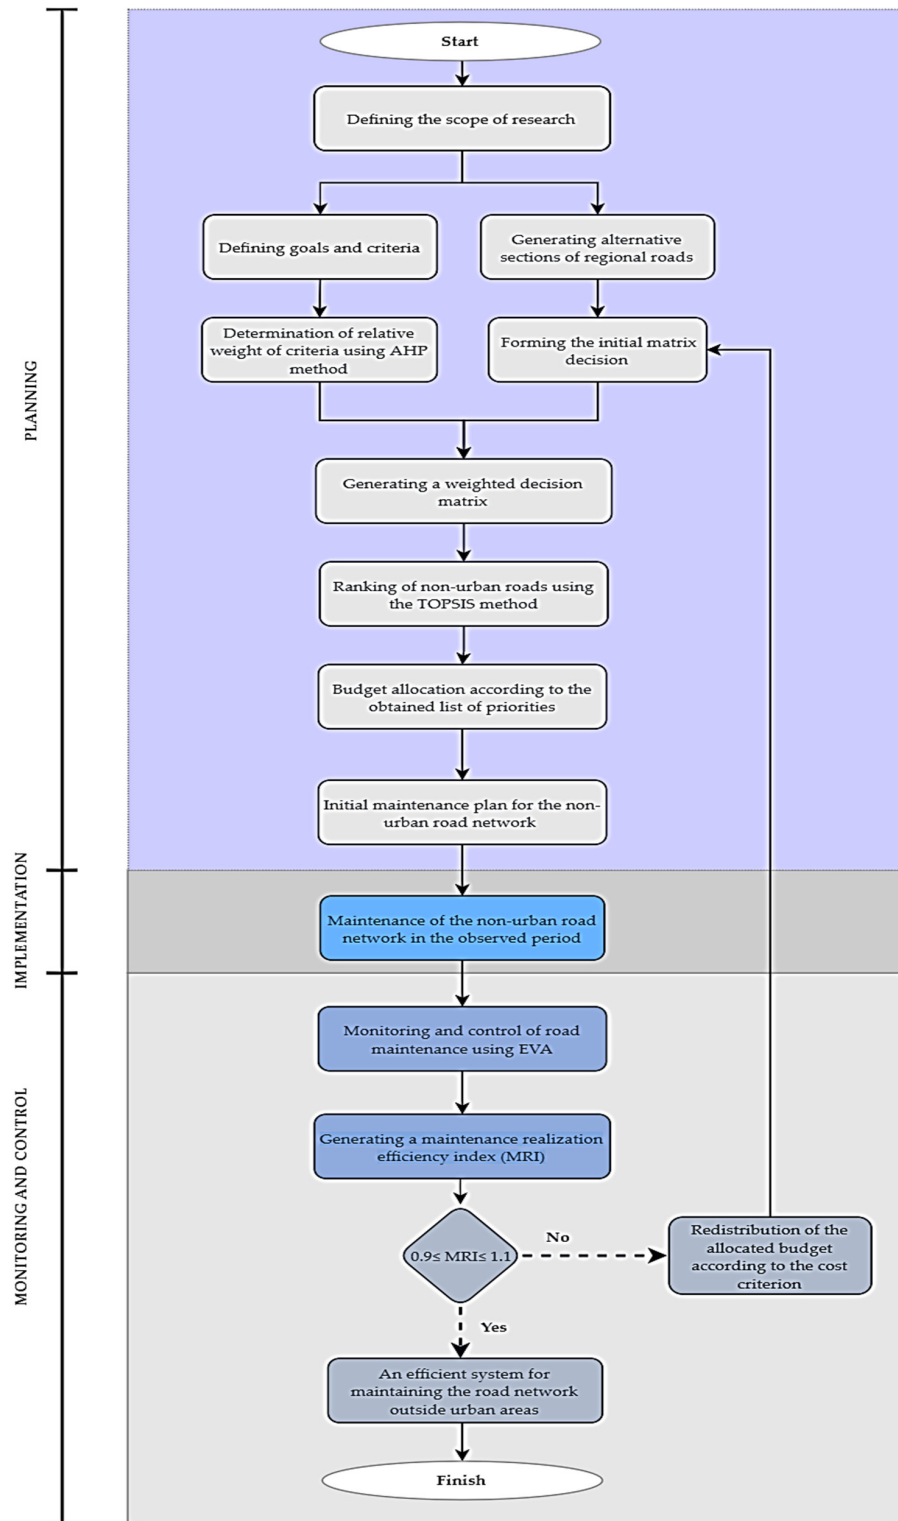 Start
Defining the scope of research
Defining goals and criteria
Generating alternative
sections of regional roads
Determination of relative
weight of criteria using AHP
method
Forming the initial matrix
decision
PLANNING
Generating a weighted decision
matrix
Ranking of non-urban roads using
the TOPSIS method
Budget allocation according to the
obtained list of priorities
Initial maintenance plan for the non-
urban road network
IMPLEMENTATION
Maintenance of the non-urban road
network in the observed period
Monitoring and control of road
maintenance using EVA
MONITORING AND CONTROL
Generating a maintenance realization
efficiency index (MRI)
0.9≤ MRI≤ 1.1
No
Redistribution of the
allocated budget
according to the cost
criterion
Yes
An efficient system for
maintaining the road network
outside urban areas
Finish